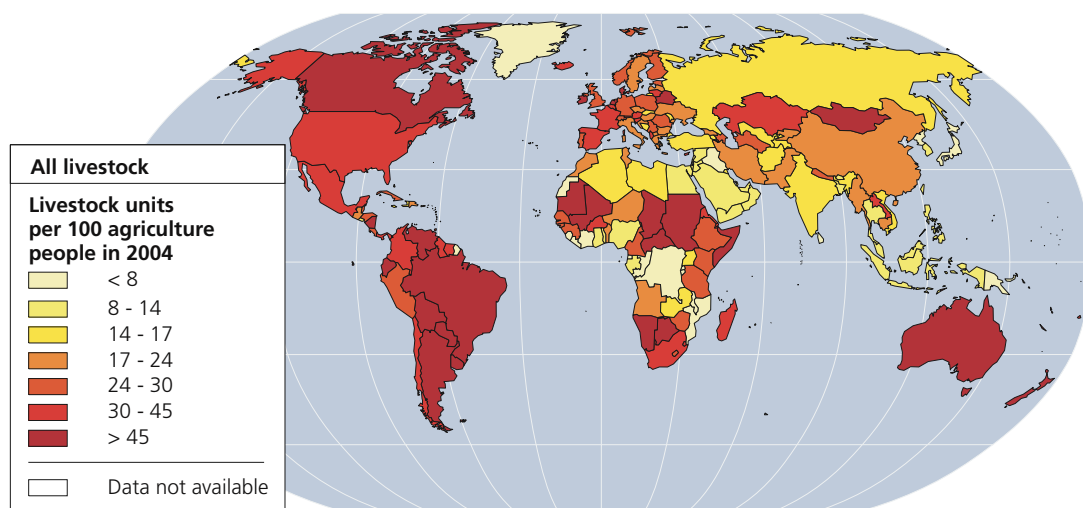 All livestock
Livestock units
per 100 agriculture
people in 2004
< 8
8 - 14
14 - 17
17 - 24
24 - 30
30 - 45
> 45
Data not available